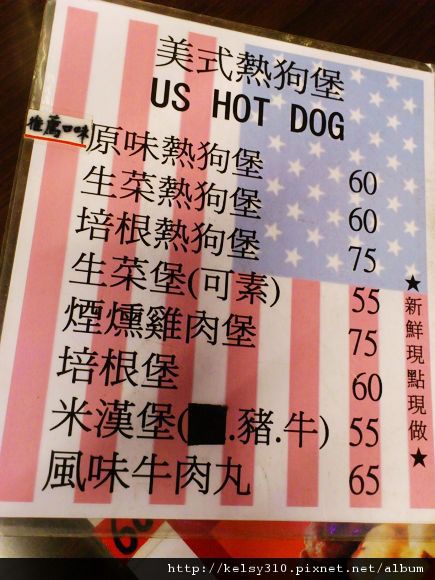 美式熱狗堡
US HOT DOG
推薦口味
原味熱狗堡 60
生菜熱狗堡 60
培根熱狗堡 75
生菜堡(可素) 55
煙燻雞肉堡 75
培根堡 60
米漢堡( .豬.牛) 55
風味牛肉丸 65
★新鮮現點現做★
http://kelsy310.pixnet.net/album